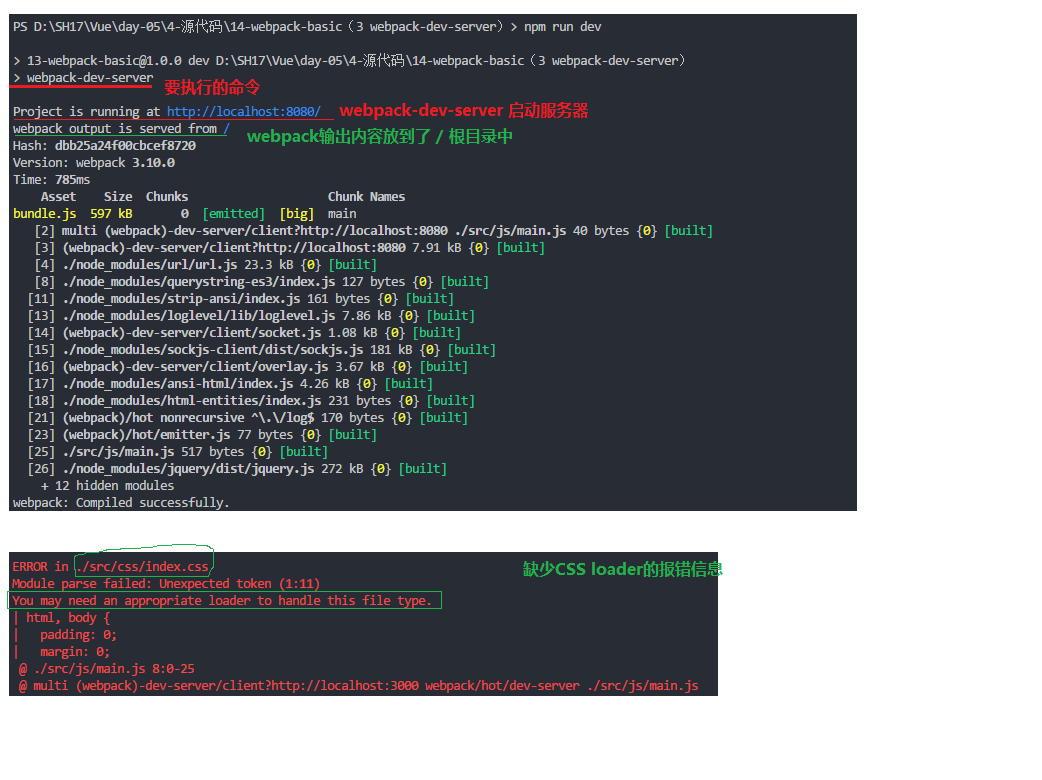 PS D:\SH17\Vue\day-05\4-源代码\14-webpack-basic（3 webpack-dev-server）> npm run dev
> 13-webpack-basic@1.0.0 dev D:\SH17\Vue\day-05\4-源代码\14-webpack-basic（3 webpack-dev-server）
> webpack-dev-server 要执行的命令
Project is running at http://localhost:8080/ webpack-dev-server 启动服务器
webpack output is served from / webpack输出内容放到了 / 根目录中
Hash: dbb25a24f00cbcef8720
Version: webpack 3.10.0
Time: 785ms
Asset Size Chunks Chunk Names
bundle.js 597 kB 0 [emitted] [big] main
[2] multi (webpack)-dev-server/client?http://localhost:8080 ./src/js/main.js 40 bytes {0} [built]
[3] (webpack)-dev-server/client?http://localhost:8080 7.91 kB {0} [built]
[4] ./node_modules/url/url.js 23.3 kB {0} [built]
[8] ./node_modules/querystring-es3/index.js 127 bytes {0} [built]
[11] ./node_modules/strip-ansi/index.js 161 bytes {0} [built]
[13] ./node_modules/loglevel/lib/loglevel.js 7.86 kB {0} [built]
[14] (webpack)-dev-server/client/socket.js 1.08 kB {0} [built]
[15] ./node_modules/sockjs-client/dist/sockjs.js 181 kB {0} [built]
[16] (webpack)-dev-server/client/overlay.js 3.67 kB {0} [built]
[17] ./node_modules/ansi-html/index.js 4.26 kB {0} [built]
[18] ./node_modules/html-entities/index.js 231 bytes {0} [built]
[21] (webpack)/hot nonrecursive ^\.\/log$ 170 bytes {0} [built]
[23] (webpack)/hot/emitter.js 77 bytes {0} [built]
[25] ./src/js/main.js 517 bytes {0} [built]
[26] ./node_modules/jquery/dist/jquery.js 272 kB {0} [built]
+ 12 hidden modules
webpack: Compiled successfully.
ERROR in ./src/css/index.css 缺少CSS loader的报错信息
Module parse failed: Unexpected token (1:11)
You may need an appropriate loader to handle this file type.
| html, body {
|   padding: 0;
|   margin: 0;
@ ./src/js/main.js 8:0-25
@ multi (webpack)-dev-server/client?http://localhost:3000 webpack/hot/dev-server ./src/js/main.js